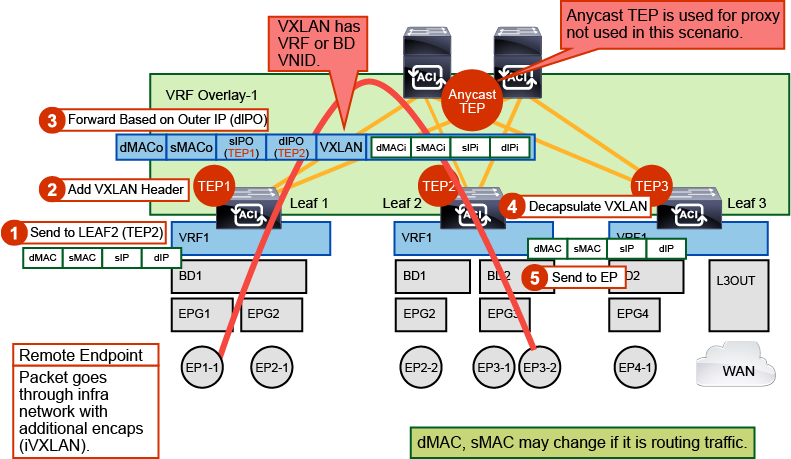 VXLAN has
VRF or BD
VNID.
Anycast TEP is used for proxy
not used in this scenario.
ACI
ACI
VRF Overlay-1
Anycast
TEP
3 Forward Based on Outer IP (dIPO)
dMACo sMACo sIPO (TEP1) dIPO (TEP2) VXLAN dMACi sMACi sIPi dIPi
2 Add VXLAN Header
TEP1
ACI
Leaf 1
Leaf 2
TEP2
ACI
4 Decapsulate VXLAN
TEP3
ACI
Leaf 3
1 Send to LEAF2 (TEP2)
dMAC sMAC sIP dIP
VRF1
VRF1
VRF1
dMAC sMAC sIP dIP
BD1
BD1
BD2
5 Send to EP
D2
L3OUT
EPG1
EPG2
EPG2
EPG3
EPG4
EP1-1
EP2-1
EP2-2
EP3-1
EP3-2
EP4-1
WAN
Remote Endpoint
Packet goes
through infra
network with
additional encaps
(iVXLAN).
dMAC, sMAC may change if it is routing traffic.